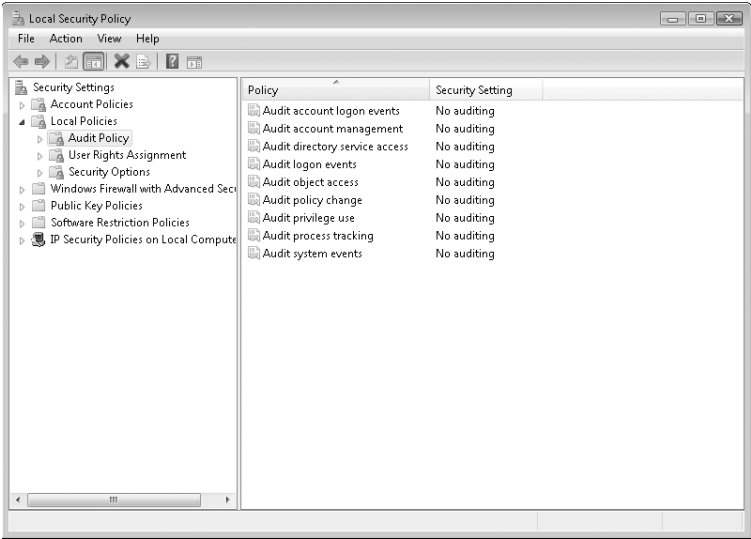 Local Security Policy
File Action View Help
Security Settings
Account Policies
Local Policies
Audit Policy
User Rights Assignment
Security Options
Windows Firewall with Advanced Secu
Public Key Policies
Software Restriction Policies
IP Security Policies on Local Compute
Policy Security Setting
Audit account logon events No auditing
Audit account management No auditing
Audit directory service access No auditing
Audit logon events No auditing
Audit object access No auditing
Audit policy change No auditing
Audit privilege use No auditing
Audit process tracking No auditing
Audit system events No auditing